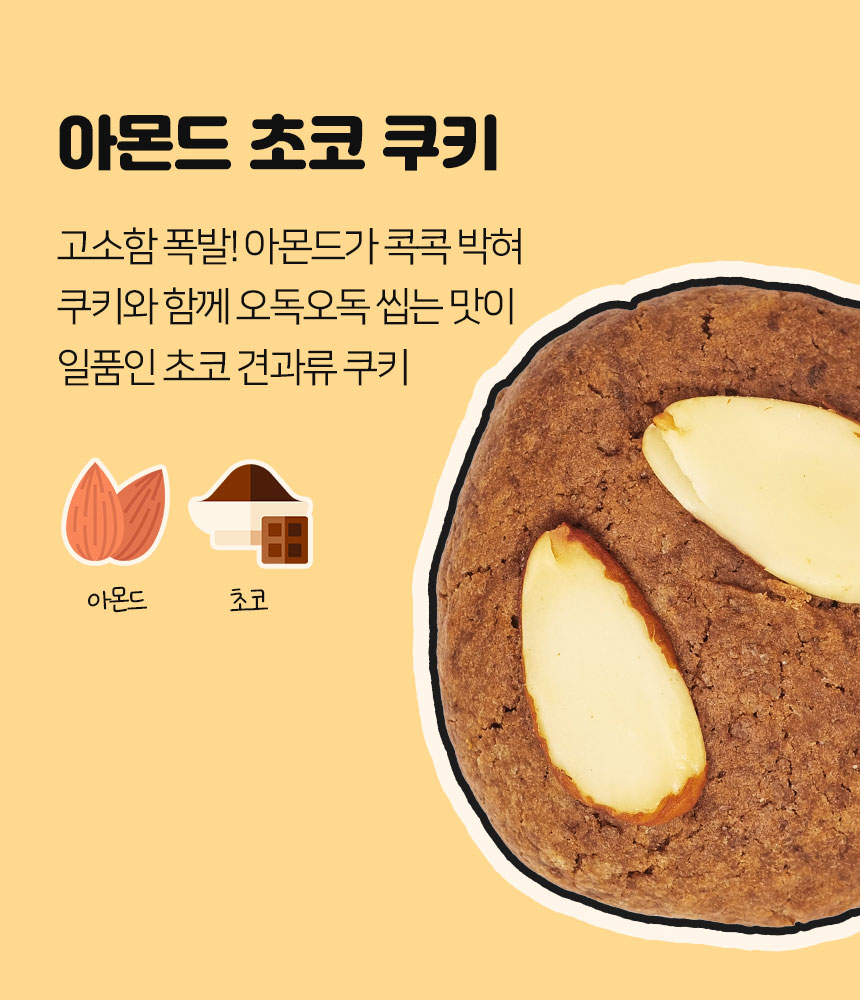 아몬드 초코 쿠키
고소함 폭발! 아몬드가 콕콕 박혀
쿠키와 함께 오독오독 씹는 맛이
일품인 초코 견과류 쿠키
아몬드
초코